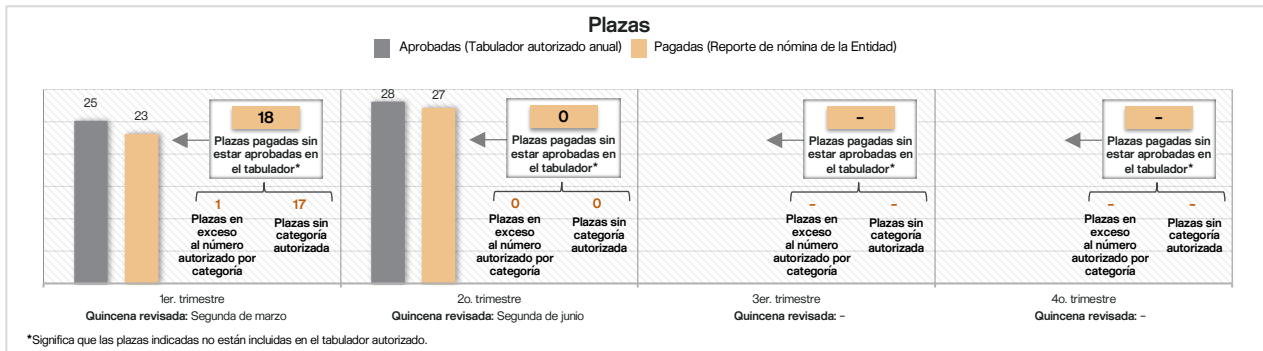 Plazas
Aprobadas (Tabulador autorizado anual)
Pagadas (Reporte de nómina de la Entidad)
25
23
18
Plazas pagadas sin
estar aprobadas en
el tabulador*
1
17
Plazas en
exceso
al número
autorizado por
categoría
Plazas sin
categoría
autorizada
28
27
0
Plazas pagadas sin
estar aprobadas en
el tabulador*
0
0
Plazas en
exceso
al número
autorizado por
categoría
Plazas sin
categoría
autorizada
–
Plazas pagadas sin
estar aprobadas en
el tabulador*
–
–
Plazas en
exceso
al número
autorizado por
categoría
Plazas sin
categoría
autorizada
–
Plazas pagadas sin
estar aprobadas en
el tabulador*
–
–
Plazas en
exceso
al número
autorizado por
categoría
Plazas sin
categoría
autorizada
1er. trimestre
Quincena revisada: Segunda de marzo
2o. trimestre
Quincena revisada: Segunda de junio
3er. trimestre
Quincena revisada: –
4o. trimestre
Quincena revisada: –
*Significa que las plazas indicadas no están incluidas en el tabulador autorizado.